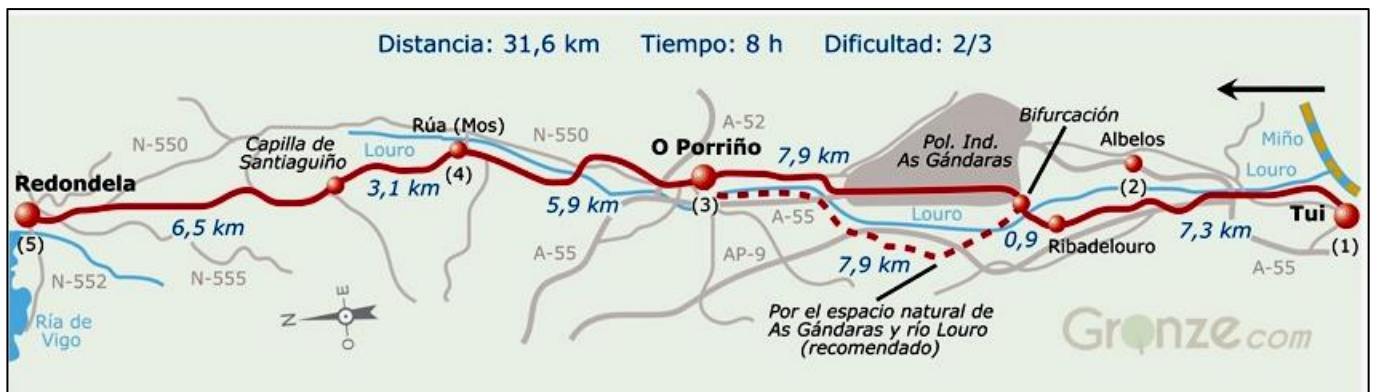 Distancia: 31,6 km Tiempo: 8 h Dificultad: 2/3
N-550
Capilla de
Santiaguiño
Louro
Rúa (Mos)
(4)
N-550
A-52
O Porriño
(3)
7,9 km
Pol. Ind.
As Gándaras
Bifurcación
Albelos
(2)
Miño
Louro
Redondela
(5)
6,5 km
3,1 km
5,9 km
A-55
Louro
0,9
Ribadelouro
7,3 km
Tui
(1)
N-552
N-555
A-55
AP-9
7,9 km
A-55
Ría de
Vigo
N
E
O
Por el espacio natural de
As Gándaras y río Louro
(recomendado)
Gronze.com